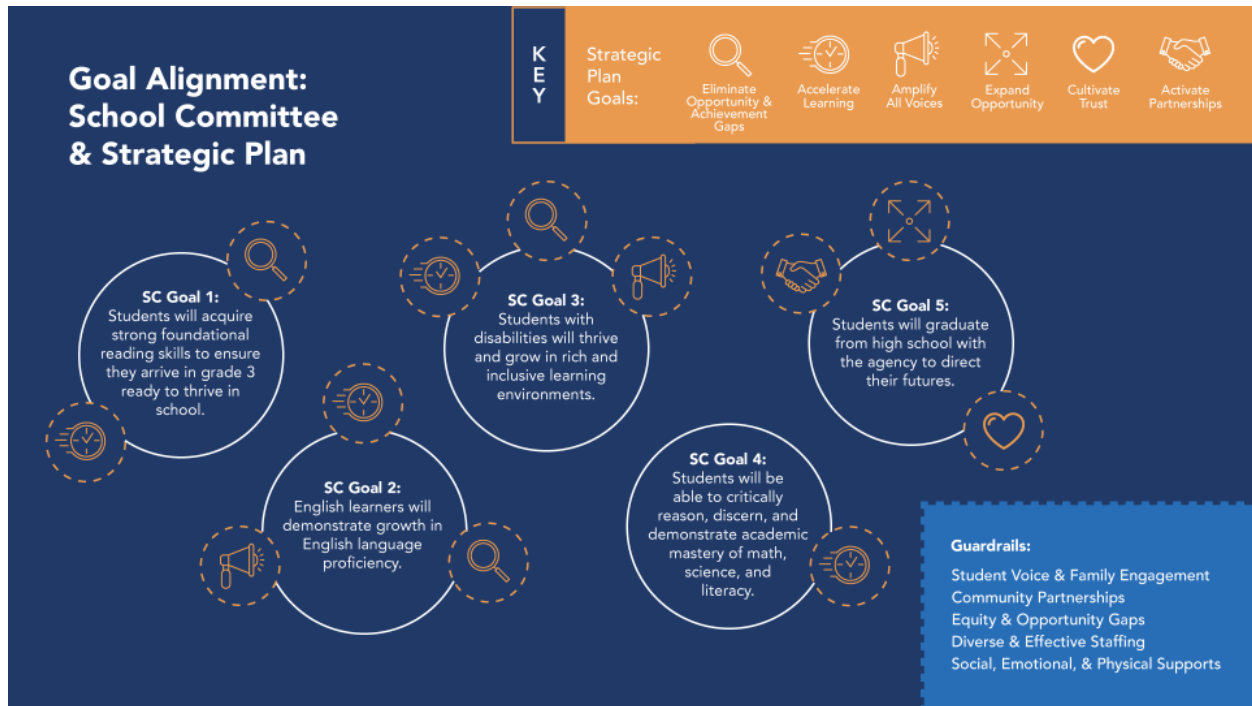 Goal Alignment:
School Committee
& Strategic Plan
K
E
Y
Strategic
Plan
Goals:
Eliminate
Opportunity &
Achievement
Gaps
Accelerate
Learning
Amplify
All Voices
Expand
Opportunity
Cultivate
Trust
Activate
Partnerships
SC Goal 1:
Students will acquire
strong foundational
reading skills to ensure
they arrive in grade 3
ready to thrive in
school.
SC Goal 2:
English learners will
demonstrate growth in
English language
proficiency.
SC Goal 3:
Students with
disabilities will thrive
and grow in rich and
inclusive learning
environments.
SC Goal 4:
Students will be
able to critically
reason, discern, and
demonstrate academic
mastery of math,
science, and
literacy.
SC Goal 5:
Students will graduate
from high school with
the agency to direct
their futures.
Guardrails:
Student Voice & Family Engagement
Community Partnerships
Equity & Opportunity Gaps
Diverse & Effective Staffing
Social, Emotional, & Physical Supports